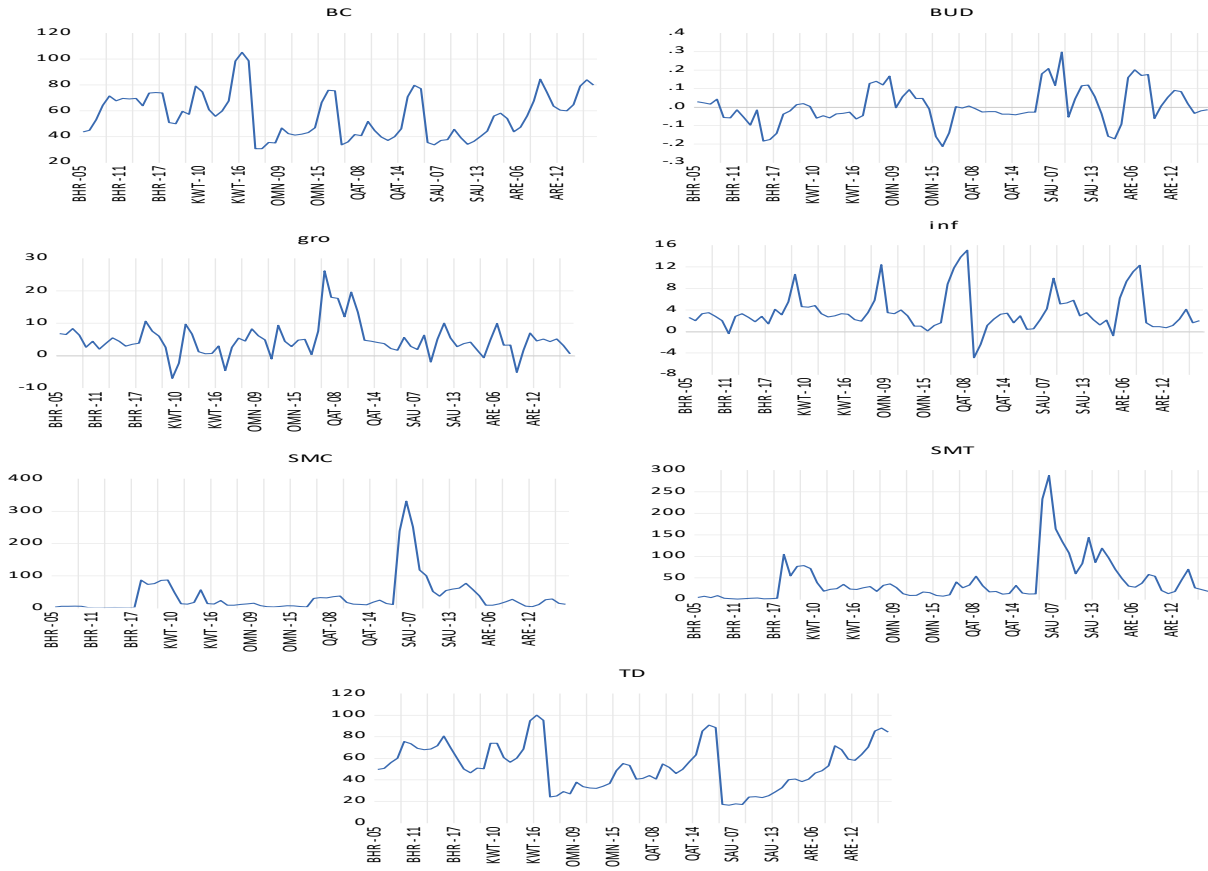 BC
120
100
80
60
40
20
BHR-05
BHR-11
BHR-17
KWT-10
KWT-16
OMN-09
OMN-15
QAT-08
QAT-14
SAU-07
SAU-13
ARE-06
ARE-12
BUD
.4
.3
.2
.1
.0
-.1
-.2
-.3
BHR-05
BHR-11
BHR-17
KWT-10
KWT-16
OMN-09
OMN-15
QAT-08
QAT-14
SAU-07
SAU-13
ARE-06
ARE-12
gro
30
20
10
0
-10
BHR-05
BHR-11
BHR-17
KWT-10
KWT-16
OMN-09
OMN-15
QAT-08
QAT-14
SAU-07
SAU-13
ARE-06
ARE-12
inf
16
12
8
4
0
-4
-8
BHR-05
BHR-11
BHR-17
KWT-10
KWT-16
OMN-09
OMN-15
QAT-08
QAT-14
SAU-07
SAU-13
ARE-06
ARE-12
SMC
400
300
200
100
0
BHR-05
BHR-11
BHR-17
KWT-10
KWT-16
OMN-09
OMN-15
QAT-08
QAT-14
SAU-07
SAU-13
ARE-06
ARE-12
SMT
300
250
200
150
100
50
0
BHR-05
BHR-11
BHR-17
KWT-10
KWT-16
OMN-09
OMN-15
QAT-08
QAT-14
SAU-07
SAU-13
ARE-06
ARE-12
TD
120
100
80
60
40
20
0
BHR-05
BHR-11
BHR-17
KWT-10
KWT-16
OMN-09
OMN-15
QAT-08
QAT-14
SAU-07
SAU-13
ARE-06
ARE-12